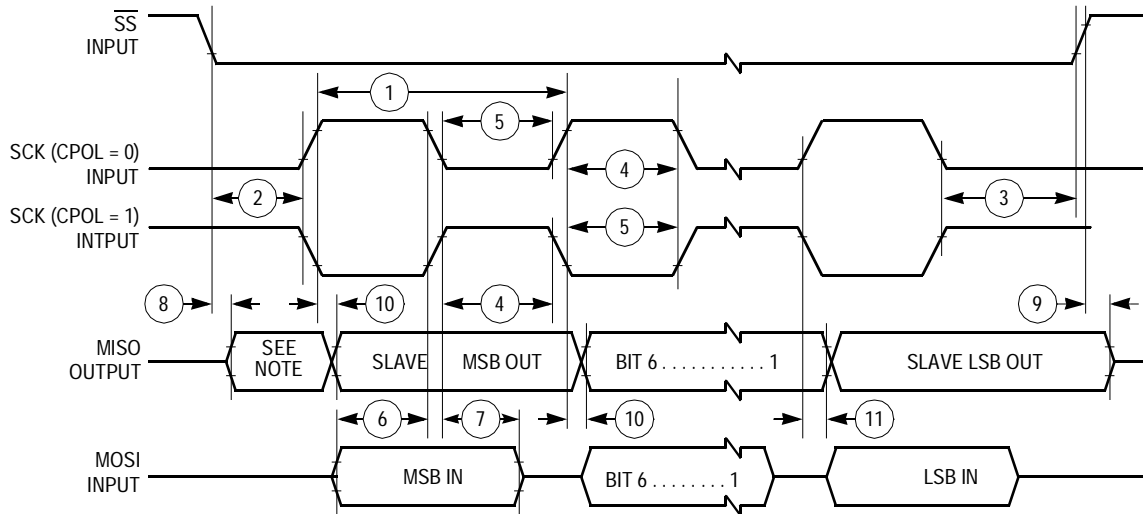 SS
INPUT
1
5
SCK (CPOL = 0)
INPUT
4
2
3
SCK (CPOL = 1)
INTPUT
5
8
10
4
9
MISO
OUTPUT
SEE
NOTE
SLAVE MSB OUT
BIT 6 . . . . . . . . . . . 1
SLAVE LSB OUT
6
7
10
11
MOSI
INPUT
MSB IN
BIT 6 . . . . . . . . 1
LSB IN